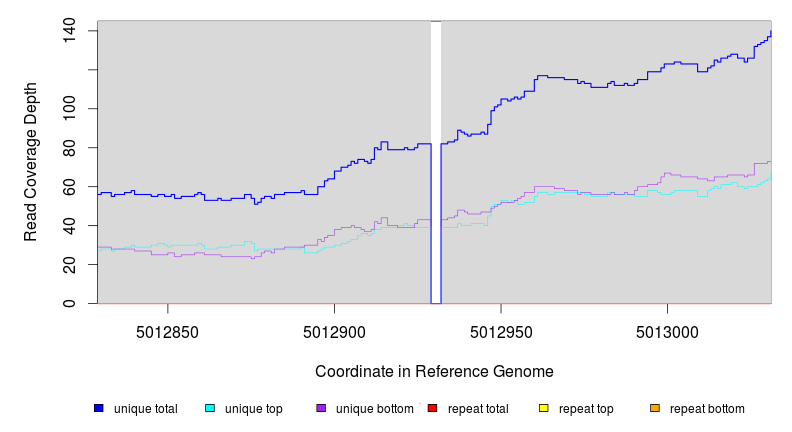 140
100
80
60
40
20
0
Read Coverage Depth
5012850 5012900 5012950 5013000
Coordinate in Reference Genome
unique total unique top unique bottom repeat total repeat top repeat bottom